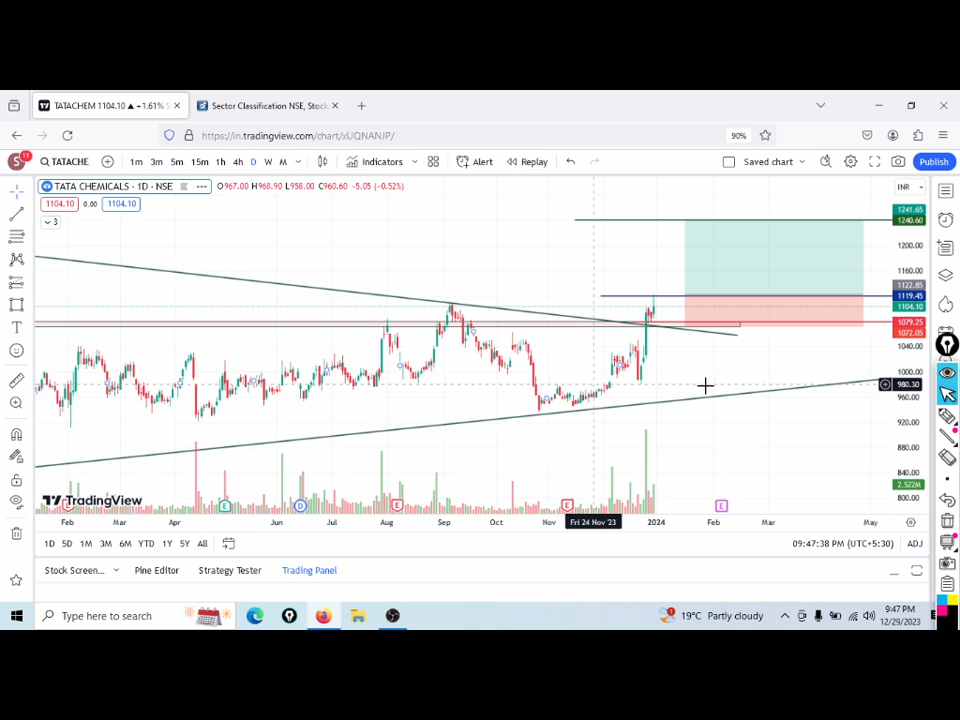 TATACHEM 1104.10 ▲ +1.61% S
Sector Classification NSE, Stock
https://in.tradingview.com/chart/xUQNANJP/
90%
11
TATACHE
1m 3m 5m 15m 1h 4h D W M
Indicators
Alert
Replay
Saved chart
Publish
TATA CHEMICALS · 1D · NSE
O967.00 H968.90 L958.00 C960.60 -5.05 (-0.52%)
INR
1104.10 0.00 1104.10
3
1241.65
1240.60
1200.00
1160.00
1122.85
1119.45
1104.10
1079.25
1072.05
1040.00
1000.00
980.30
960.00
920.00
880.00
840.00
2.522M
800.00
TradingView
E E D E E E
Feb Mar Apr Jun Jul Aug Sep Oct Nov Fri 24 Nov '23 2024 Feb Mar May
1D 5D 1M 3M 6M YTD 1Y 5Y All
09:47:38 PM (UTC+5:30) ADJ
Stock Screen... Pine Editor Strategy Tester Trading Panel
Type here to search
19°C Partly cloudy
9:47 PM
12/29/2023